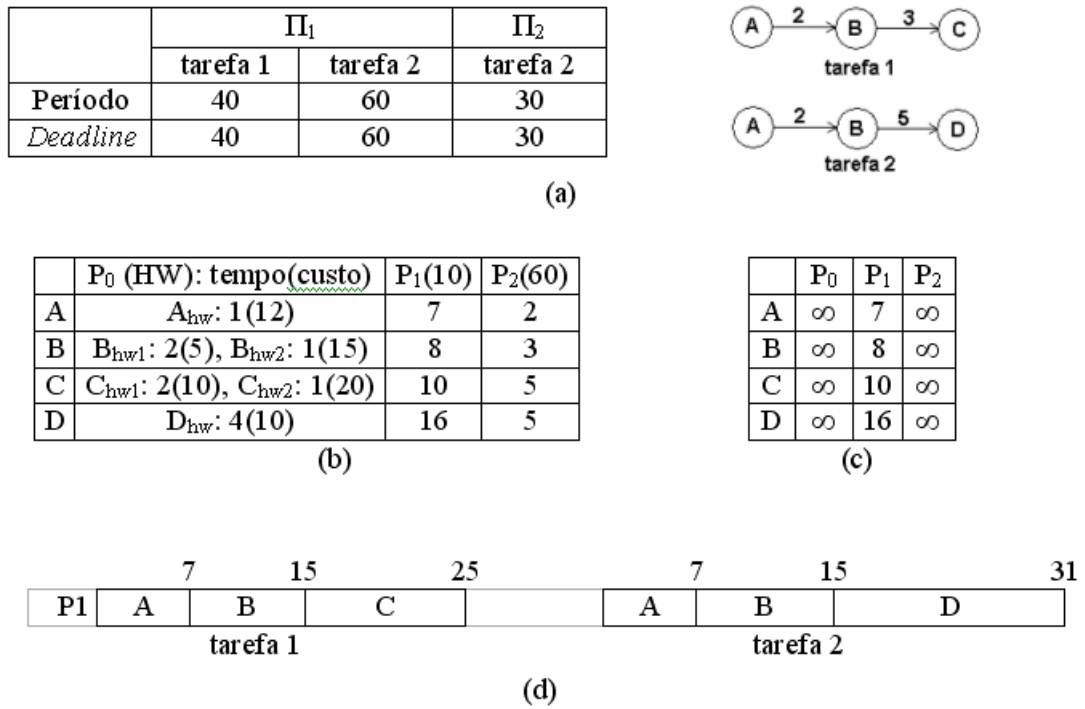 Π1 Π2
tarefa 1 tarefa 2 tarefa 2
Período 40 60 30
Deadline 40 60 30
A 2 B 3 C
tarefa 1
A 2 B 5 D
tarefa 2
(a)
P0 (HW): tempo(custo) P1(10) P2(60)
A Ahw: 1(12) 7 2
B Bhw1: 2(5), Bhw2: 1(15) 8 3
C Chw1: 2(10), Chw2: 1(20) 10 5
D Dhw: 4(10) 16 5
(b)
P0 P1 P2
A ∞ 7 ∞
B ∞ 8 ∞
C ∞ 10 ∞
D ∞ 16 ∞
(c)
7 15 25 7 15 31
P1 A B C A B D
tarefa 1 tarefa 2
(d)